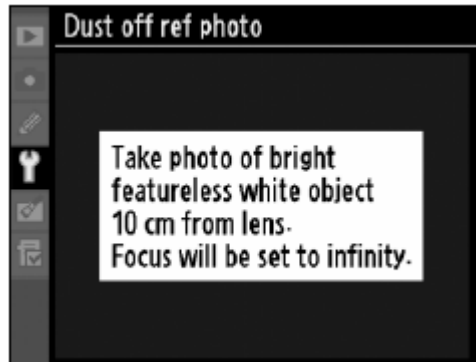 Dust off ref photo
Take photo of bright
featureless white object
10 cm from lens.
Focus will be set to infinity.